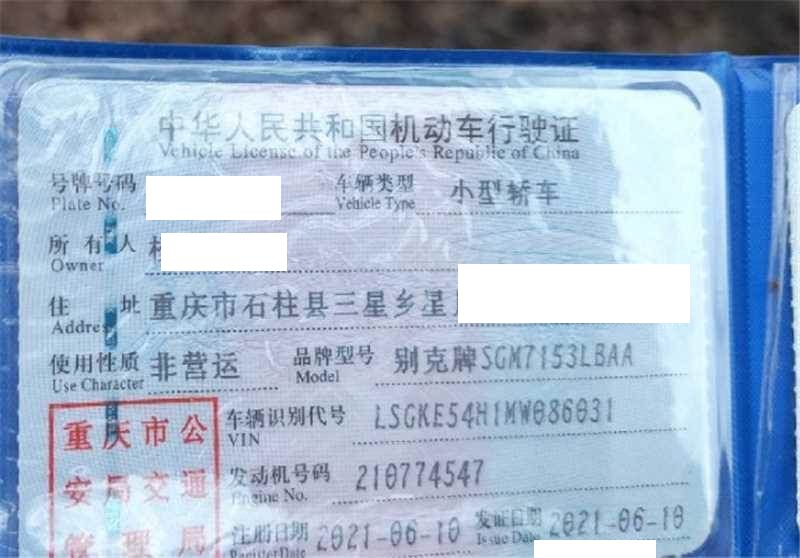 中华人民共和国机动车行驶证
Vehicle License of the People's Republic of China
号牌号码 车辆类型 小型轿车
Plate No. Vehicle Type
所有人
Owner
住址 重庆市石柱县三星乡星
Address
使用性质 非营运 品牌型号 别克牌SGM7153LBAA
Use Character Model
车辆识别代号 LSGKE54H1MW086031
VIN
发动机号码 210774547
Engine No.
注册日期 2021-06-10 发证日期 2021-06-10
Register Date Issue Date
重庆市公
安局交通
管理局